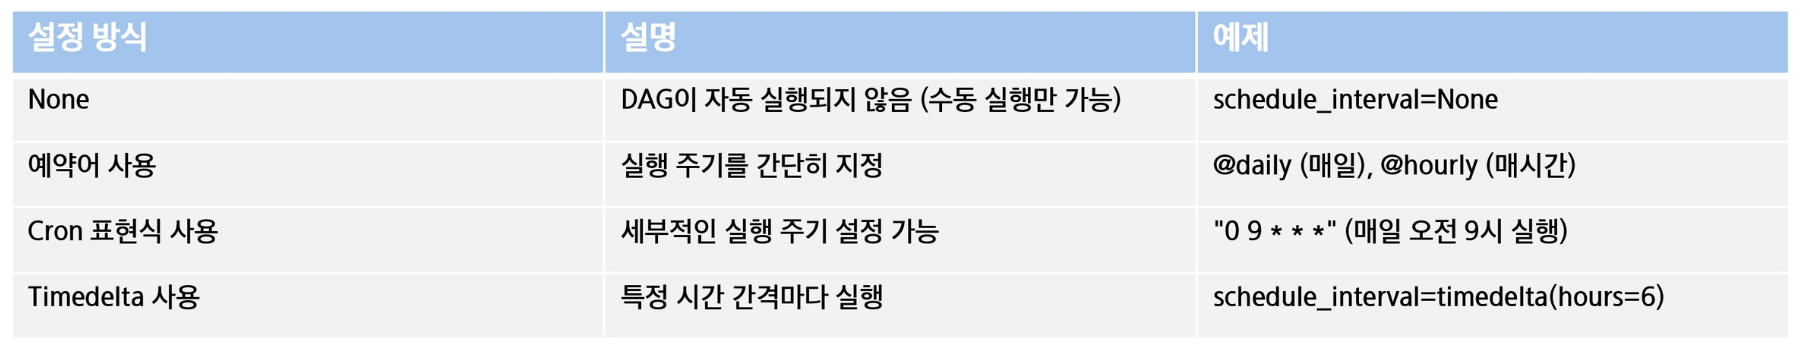 설정 방식 설명 예제
None DAG이 자동 실행되지 않음 (수동 실행만 가능) schedule_interval=None
예약어 사용 실행 주기를 간단히 지정 @daily (매일), @hourly (매시간)
Cron 표현식 사용 세부적인 실행 주기 설정 가능 "0 9 * * *" (매일 오전 9시 실행)
Timedelta 사용 특정 시간 간격마다 실행 schedule_interval=timedelta(hours=6)